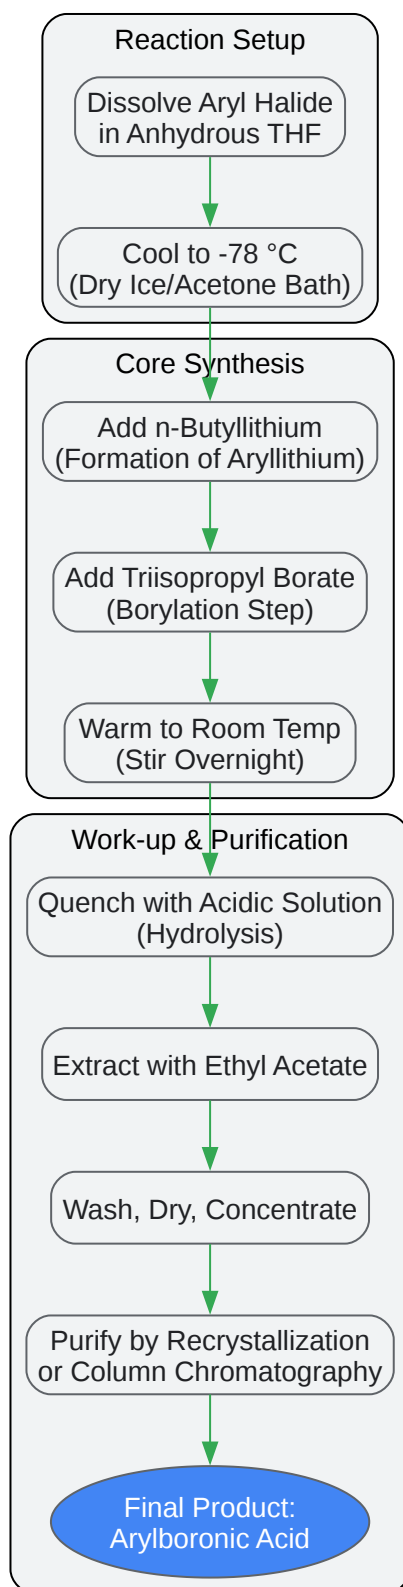 Reaction Setup
Dissolve Aryl Halide
in Anhydrous THF
Cool to -78 °C
(Dry Ice/Acetone Bath)
Core Synthesis
Add n-Butyllithium
(Formation of Aryllithium)
Add Triisopropyl Borate
(Borylation Step)
Warm to Room Temp
(Stir Overnight)
Work-up & Purification
Quench with Acidic Solution
(Hydrolysis)
Extract with Ethyl Acetate
Wash, Dry, Concentrate
Purify by Recrystallization
or Column Chromatography
Final Product:
Arylboronic Acid